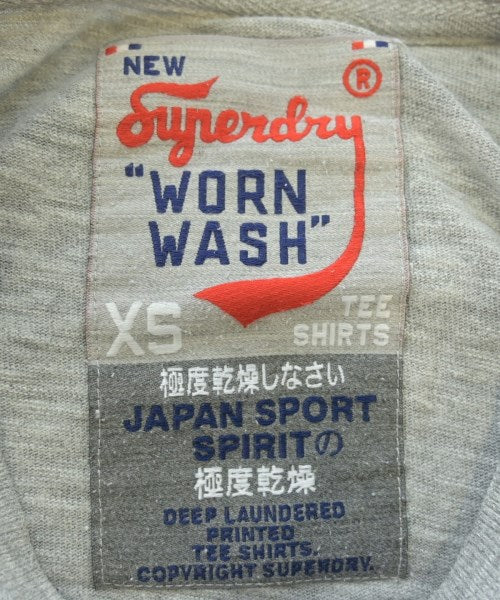 NEW
®
Superdry
"WORN
WASH"
XS
TEE
SHIRTS
極度乾燥しなさい
JAPAN SPORT
SPIRITの
極度乾燥
DEEP LAUNDERED
PRINTED
TEE SHIRTS.
COPYRIGHT SUPERDRY.